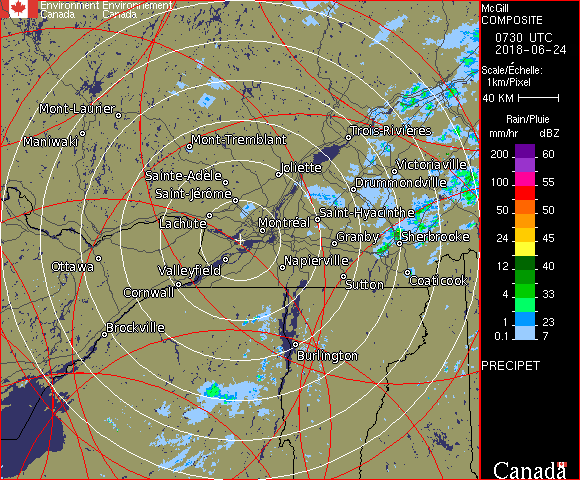 Environment Environnement
Canada Canada
McGill
COMPOSITE
0730 UTC
2018-06-24
Scale/Échelle:
1km/Pixel
40 KM
Rain/Pluie
mm/hr dBZ
200 60
100 55
50 50
24 45
12 40
4 33
1 23
0.1 7
PRECIPET
Canada
Mont-Laurier
Maniwaki
Mont-Tremblant
Trois-Rivières
Sainte-Adèle
Joliette
Victoriaville
Saint-Jérôme
Drummondville
Lachute
Montréal
Saint-Hyacinthe
Granby
Sherbrooke
Ottawa
Valleyfield
Napierville
Cornwall
Sutton
Coaticook
Brockville
Burlington